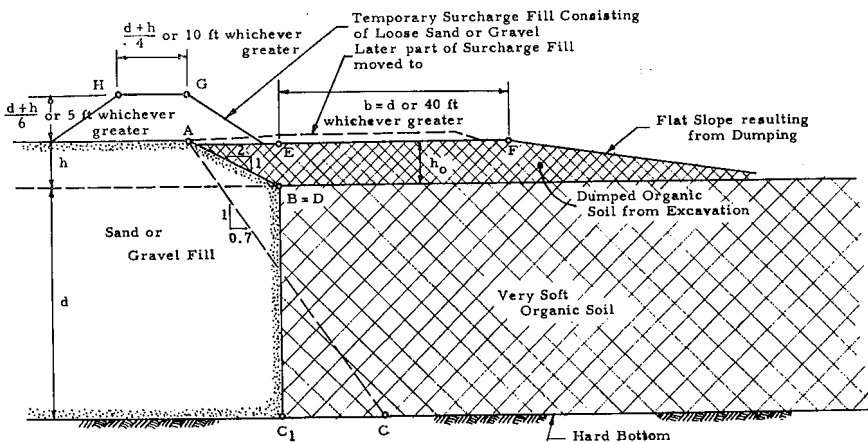 d+h
4
or 10 ft whichever
greater
Temporary Surcharge Fill Consisting
of Loose Sand or Gravel
Later part of Surcharge Fill
moved to
H
G
d+h
6
or 5 ft whichever
greater
b=d or 40 ft
whichever greater
Flat Slope resulting
from Dumping
A
2
1
E
F
h
h₀
B = D
Dumped Organic
Soil from Excavation
1
0.7
Sand or
Gravel Fill
d
Very Soft
Organic Soil
C₁
C
Hard Bottom